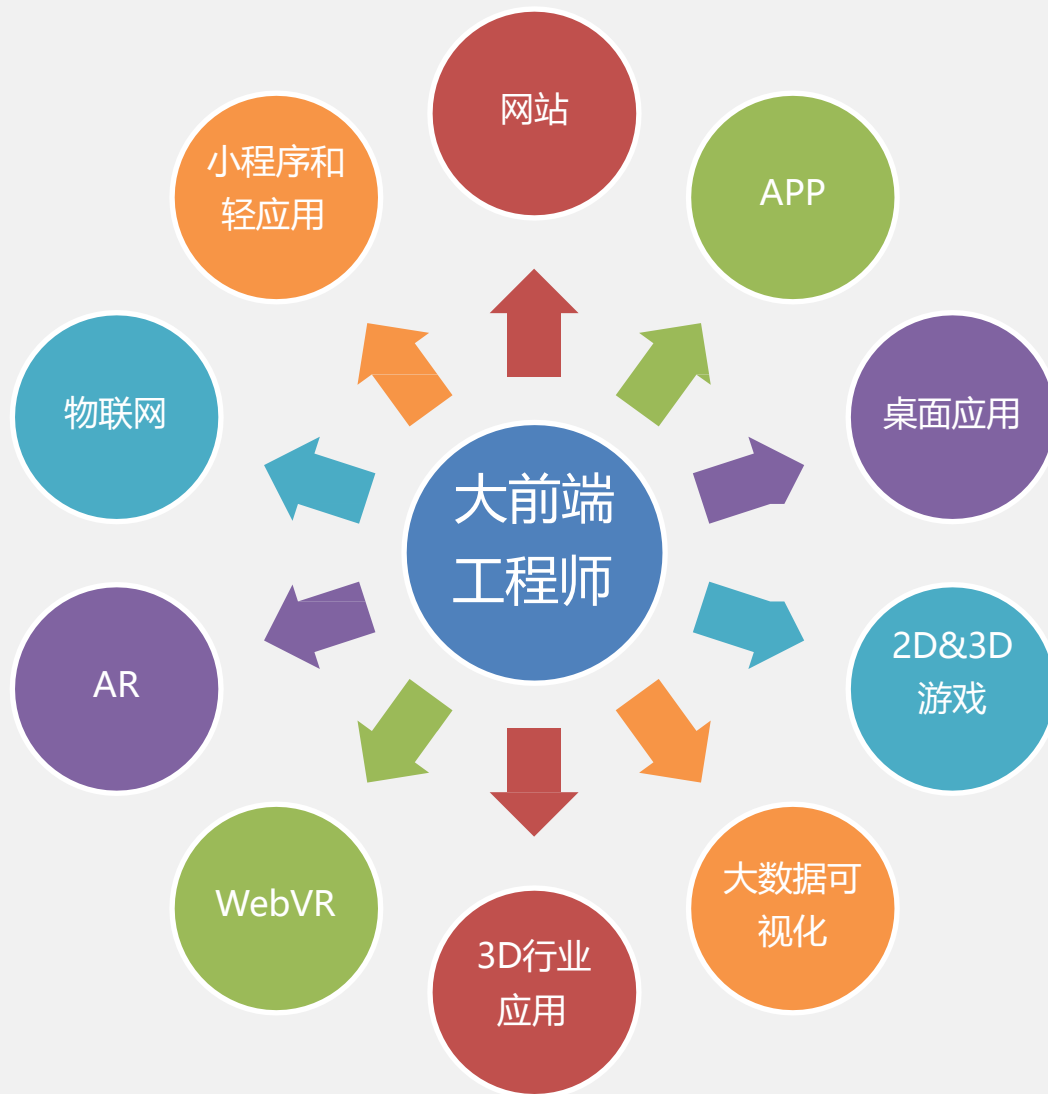 网站
小程序和
轻应用
APP
物联网
桌面应用
大前端
工程师
AR
2D&3D
游戏
WebVR
大数据可
视化
3D行业
应用